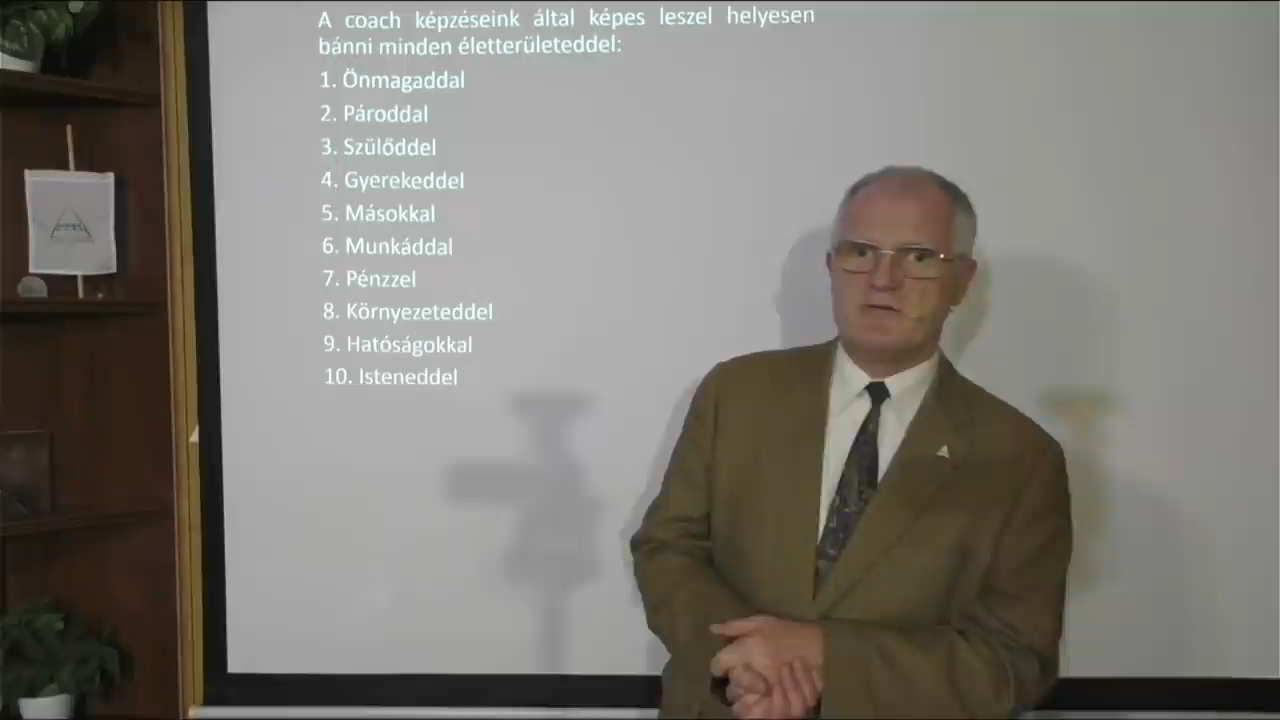 A coach képzéseink által képes leszel helyesen
bánni minden életterületeddel:
1. Önmagaddal
2. Pároddal
3. Szülőddel
4. Gyerekeddel
5. Másokkal
6. Munkáddal
7. Pénzzel
8. Környezeteddel
9. Hatóságokkal
10. Isteneddel